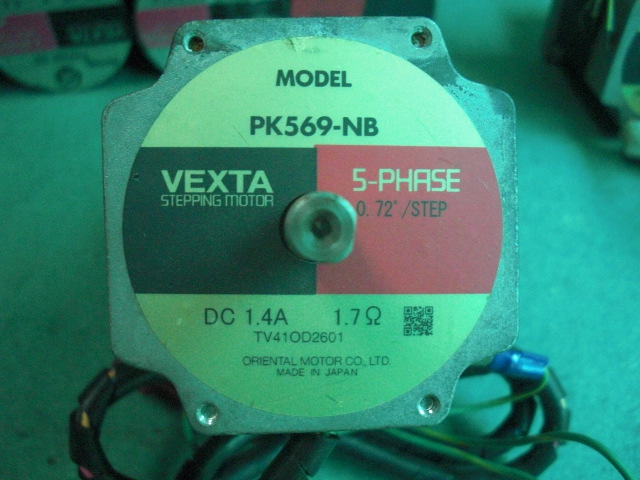 MODEL
PK569-NB
VEXTA
STEPPING MOTOR
5-PHASE
0.72°/STEP
DC 1.4A 1.7Ω
TV41OD2601
ORIENTAL MOTOR CO., LTD.
MADE IN JAPAN